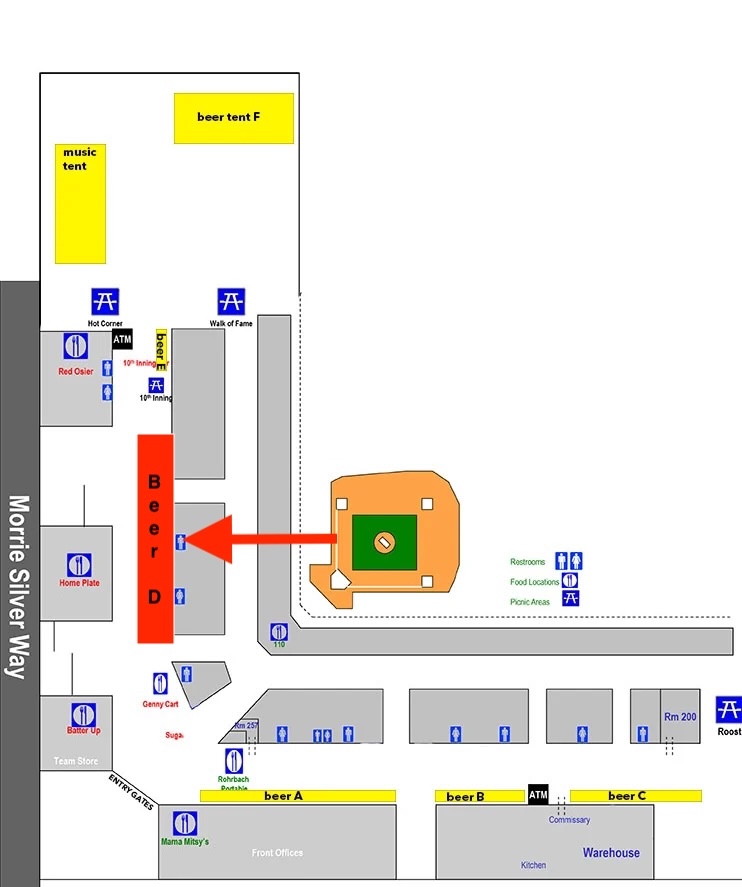 beer tent F
music
tent
Hot Corner
Walk of Fame
ATM
beer E
Red Osier
10th Inning
10th Inning
Beer D
Morrie Silver Way
Home Plate
Restrooms
Food Locations
Picnic Areas
110
Genny Cart
Batter Up
Suga
Rm 257
Rm 200
Roost
Team Store
Rohrbach
Portable
ENTRY GATES
beer A
beer B
ATM
beer C
Commissary
Mama Mitsy's
Front Offices
Warehouse
Kitchen